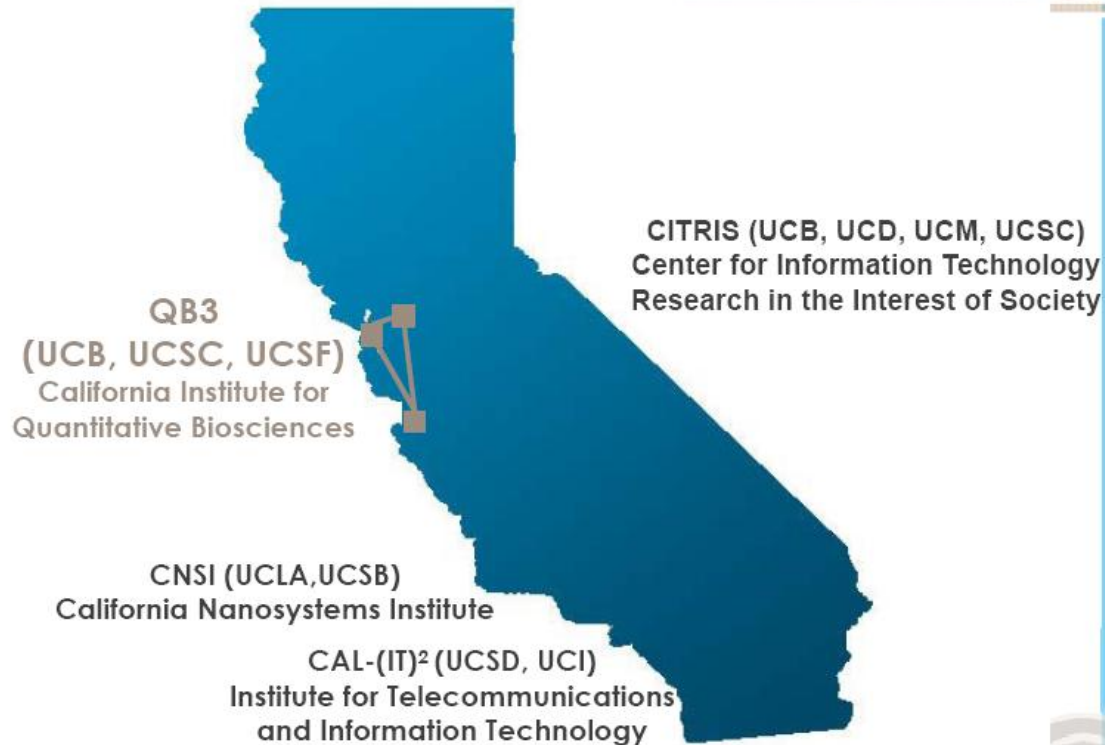 CITRIS (UCB, UCD, UCM, UCSC)
Center for Information Technology
Research in the Interest of Society
QB3
(UCB, UCSC, UCSF)
California Institute for
Quantitative Biosciences
CNSI (UCLA,UCSB)
California Nanosystems Institute
CAL-(IT)² (UCSD, UCI)
Institute for Telecommunications
and Information Technology